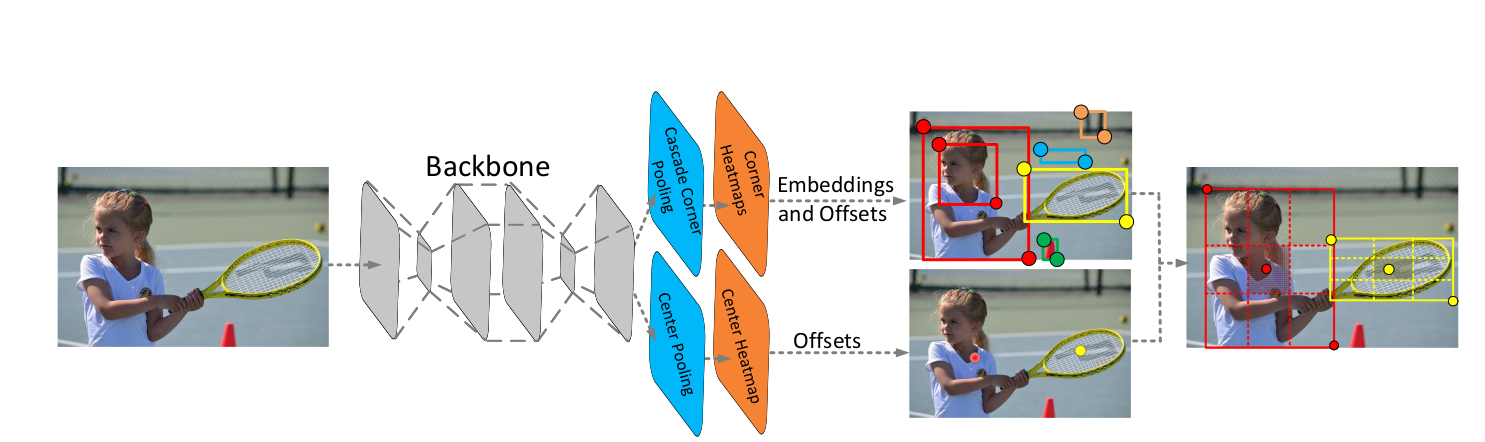 Backbone
Cascade Corner
Pooling
Corner
Heatmaps
Embeddings
and Offsets
Center Pooling
Center Heatmap
Offsets